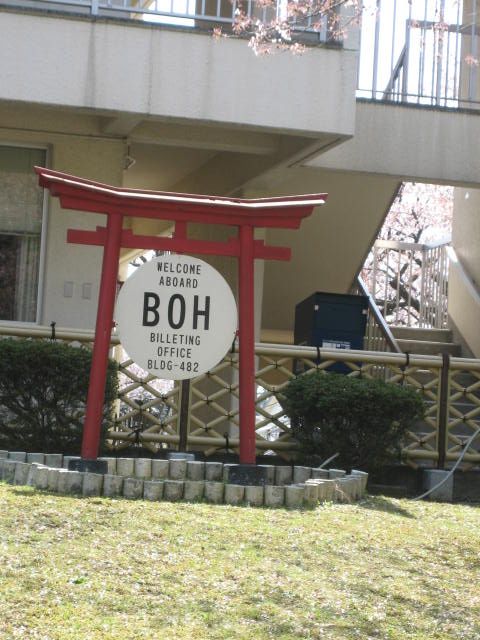 WELCOME
ABOARD
BOH
BILLETING
OFFICE
BLDG-482